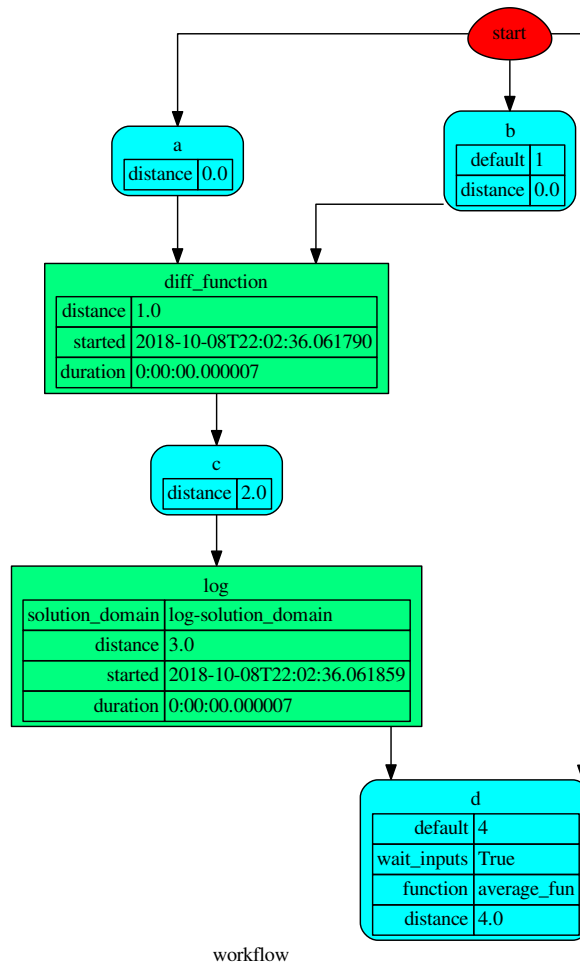 start
a
distance 0.0
b
default 1
distance 0.0
diff_function
distance 1.0
started 2018-10-08T22:02:36.061790
duration 0:00:00.000007
c
distance 2.0
log
solution_domain log-solution_domain
distance 3.0
started 2018-10-08T22:02:36.061859
duration 0:00:00.000007
d
default 4
wait_inputs True
function average_fun
distance 4.0
workflow